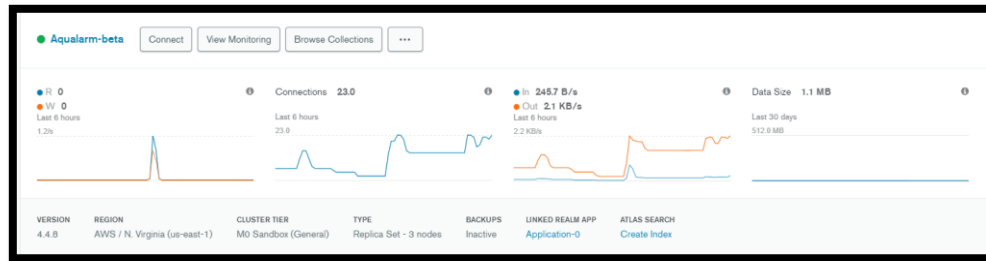 Aqualarm-beta Connect View Monitoring Browse Collections ...
R 0
W 0
Last 6 hours
1.2/s
Connections 23.0
Last 6 hours
23.0
In 245.7 B/s
Out 2.1 KB/s
Last 6 hours
2.2 KB/s
Data Size 1.1 MB
Last 30 days
512.0 MB
VERSION REGION CLUSTER TIER TYPE BACKUPS LINKED REALM APP ATLAS SEARCH
4.4.8 AWS / N. Virginia (us-east-1) M0 Sandbox (General) Replica Set - 3 nodes Inactive Application-0 Create Index